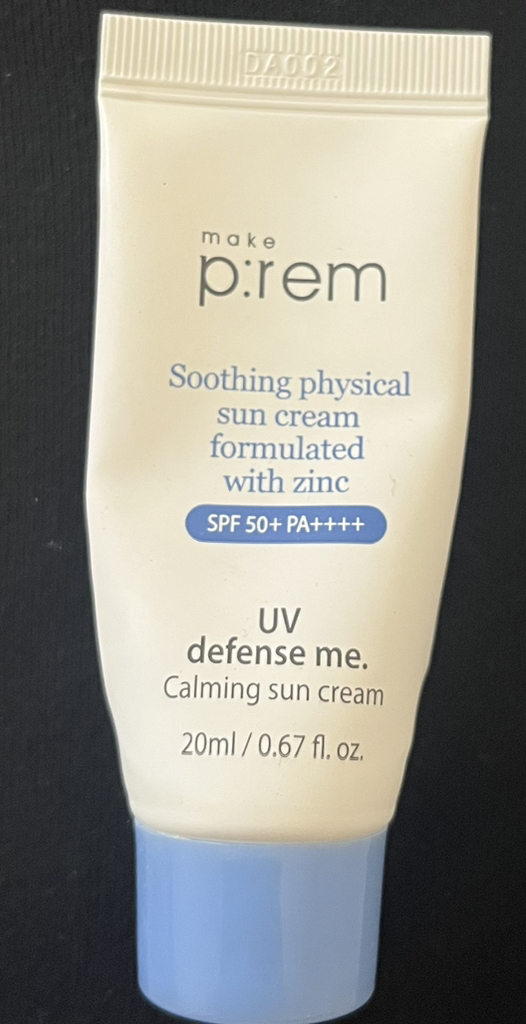 DA002
make
p:rem
Soothing physical
sun cream
formulated
with zinc
SPF 50+ PA++++
UV
defense me.
Calming sun cream
20ml / 0.67 fl. oz.